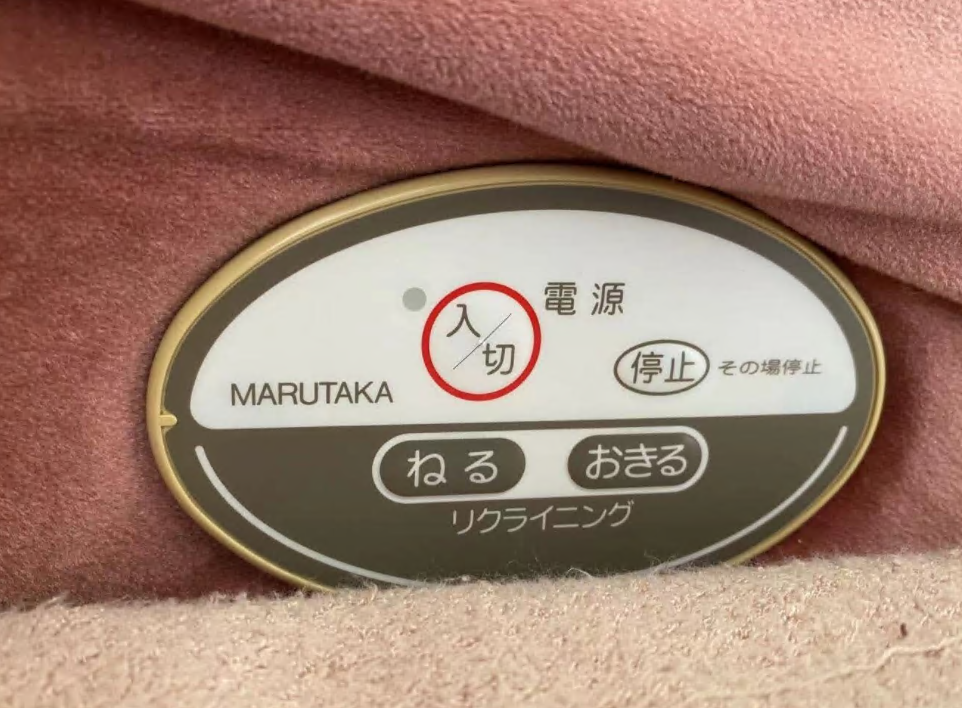 入/切
電源
停止 その場停止
MARUTAKA
ねる おきる
リクライニング